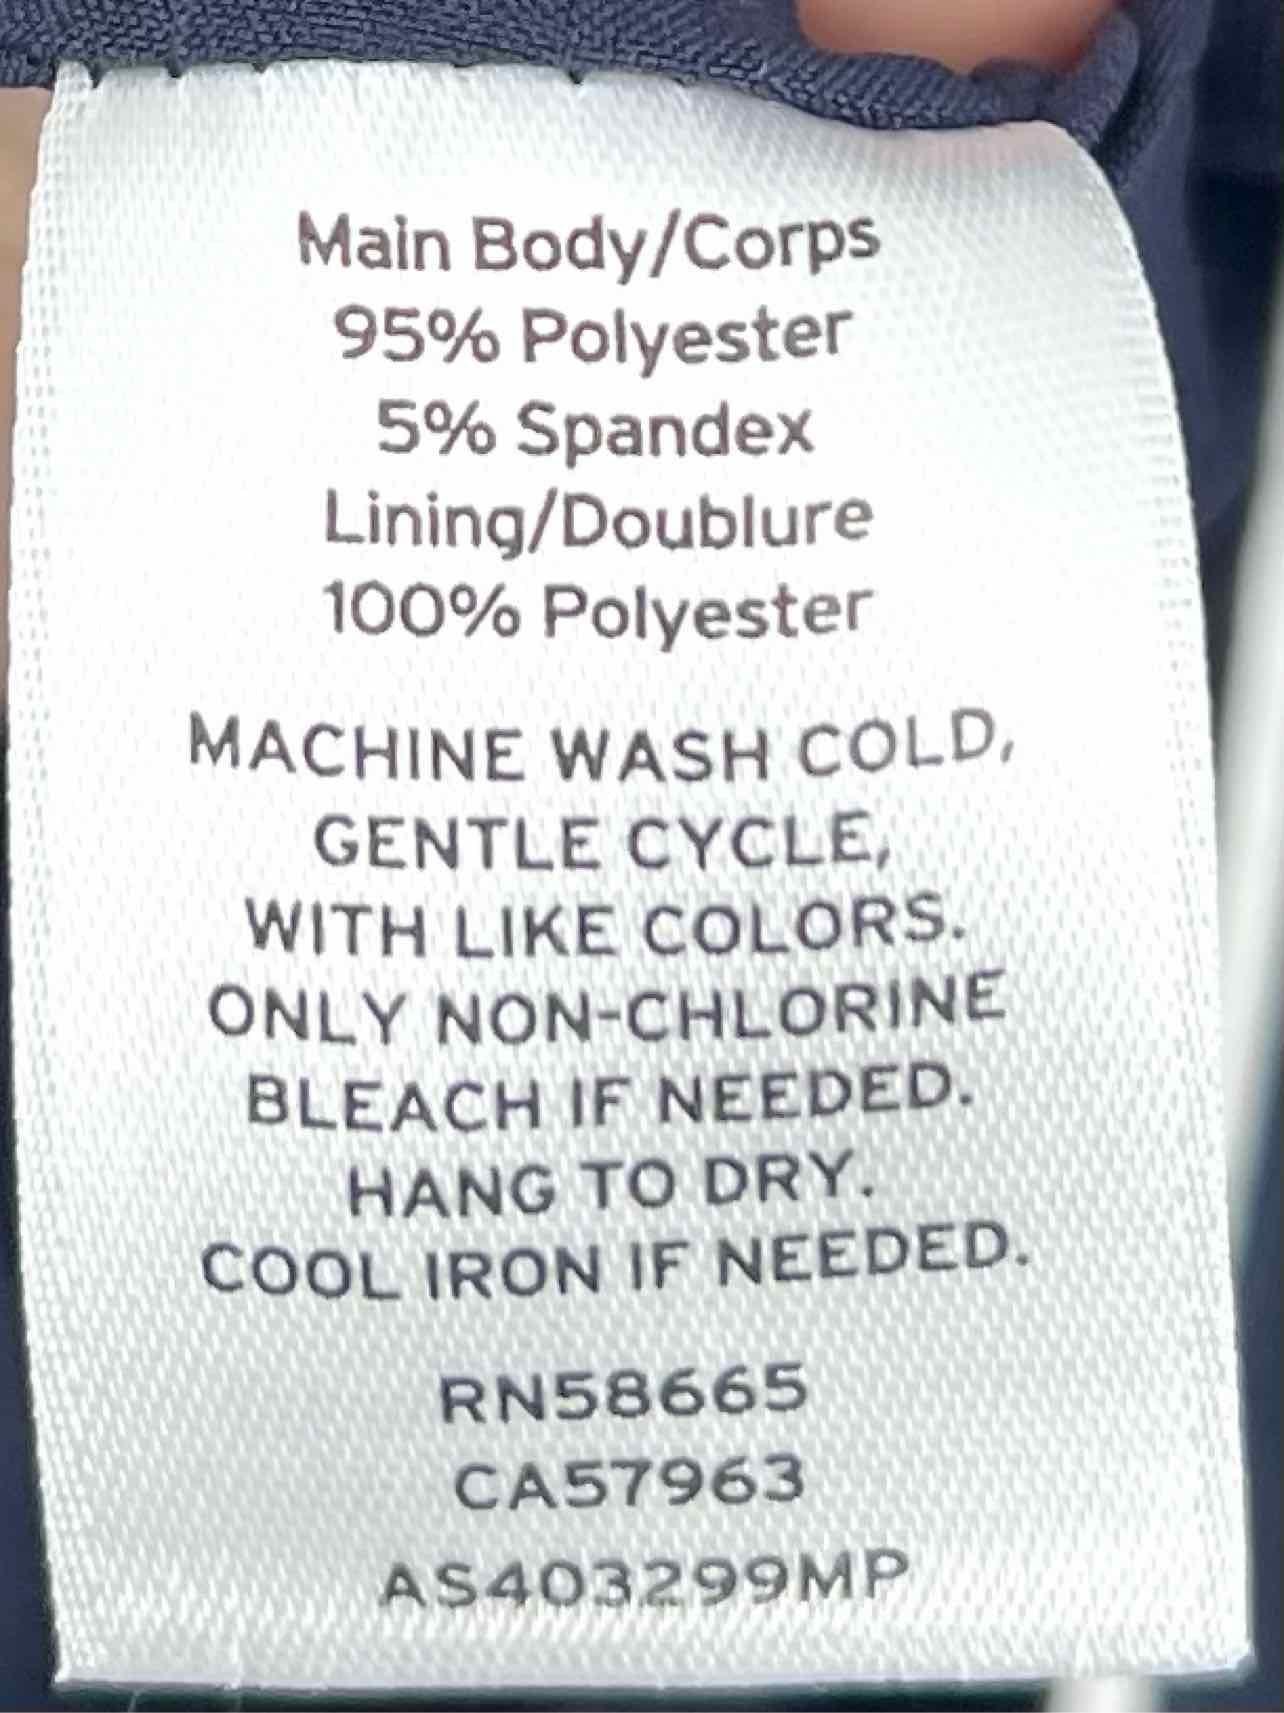 Main Body/Corps
95% Polyester
5% Spandex
Lining/Doublure
100% Polyester
MACHINE WASH COLD,
GENTLE CYCLE,
WITH LIKE COLORS.
ONLY NON-CHLORINE
BLEACH IF NEEDED.
HANG TO DRY.
COOL IRON IF NEEDED.
RN58665
CA57963
AS403299MP